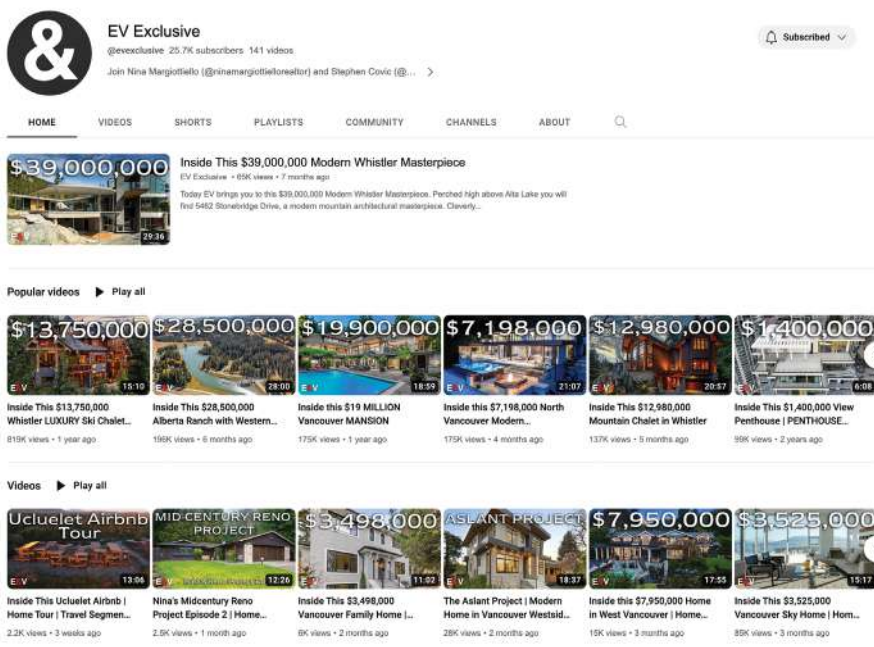 &
EV Exclusive
@evexclusive 25.7K subscribers 141 videos
Join Nina Margiottiello (@ninamargiottiellorealtor) and Stephen Covic (@...
Subscribed
HOME VIDEOS SHORTS PLAYLISTS COMMUNITY CHANNELS ABOUT
$39,000,000
29:36
Inside This $39,000,000 Modern Whistler Masterpiece
EV Exclusive • 65K views • 7 months ago
Today EV brings you to this $39,000,000 Modern Whistler Masterpiece. Perched high above Alta Lake you will
find 5462 Stonebridge Drive, a modern mountain architectural masterpiece. Cleverly...
Popular videos Play all
$13,750,000 $28,500,000 $19,900,000 $7,198,000 $12,980,000 $1,400,000
E&V 15:10 E&V 28:00 E&V 18:59 E&V 21:07 E&V 20:57 E&V 6:08
Inside This $13,750,000 Inside This $28,500,000 Inside this $19 MILLION Inside this $7,198,000 North Inside This $12,980,000 Inside This $1,400,000 View
Whistler LUXURY Ski Chalet... Alberta Ranch with Western... Vancouver MANSION Vancouver Modern... Mountain Chalet in Whistler Penthouse | PENTHOUSE...
819K views • 1 year ago 196K views • 6 months ago 175K views • 1 year ago 175K views • 4 months ago 137K views • 5 months ago 99K views • 2 years ago
Videos Play all
Ucluelet Airbnb MID-CENTURY RENO $3,498,000 ASLANT PROJECT $7,950,000 $3,525,000
Tour PROJECT
E&V 13:06 12:26 E&V 11:02 E&V 18:37 E&V 17:55 E&V 15:17
Inside This Ucluelet Airbnb | Nina's Midcentury Reno Inside This $3,498,000 The Aslant Project | Modern Inside this $7,950,000 Home Inside This $3,525,000
Home Tour | Travel Segmen... Project Episode 2 | Home... Vancouver Family Home |... Home in Vancouver Westsid... in West Vancouver | Home... Vancouver Sky Home | Hom...
2.2K views • 3 weeks ago 2.5K views • 1 month ago 6K views • 2 months ago 28K views • 2 months ago 15K views • 3 months ago 85K views • 3 months ago